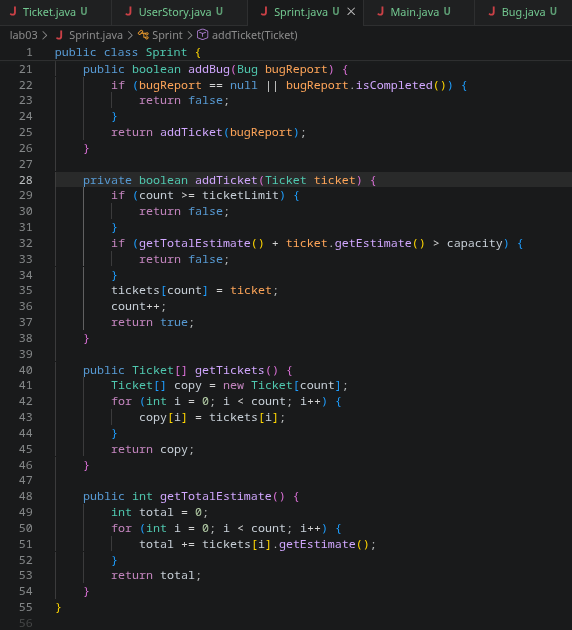 Ticket.java U UserStory.java U Sprint.java U × Main.java U Bug.java U
lab03 > Sprint.java > Sprint > addTicket(Ticket)
1 public class Sprint {
21     public boolean addBug(Bug bugReport) {
22         if (bugReport == null || bugReport.isCompleted()) {
23             return false;
24         }
25         return addTicket(bugReport);
26     }
27
28     private boolean addTicket(Ticket ticket) {
29         if (count >= ticketLimit) {
30             return false;
31         }
32         if (getTotalEstimate() + ticket.getEstimate() > capacity) {
33             return false;
34         }
35         tickets[count] = ticket;
36         count++;
37         return true;
38     }
39
40     public Ticket[] getTickets() {
41         Ticket[] copy = new Ticket[count];
42         for (int i = 0; i < count; i++) {
43             copy[i] = tickets[i];
44         }
45         return copy;
46     }
47
48     public int getTotalEstimate() {
49         int total = 0;
50         for (int i = 0; i < count; i++) {
51             total += tickets[i].getEstimate();
52         }
53         return total;
54     }
55 }
56